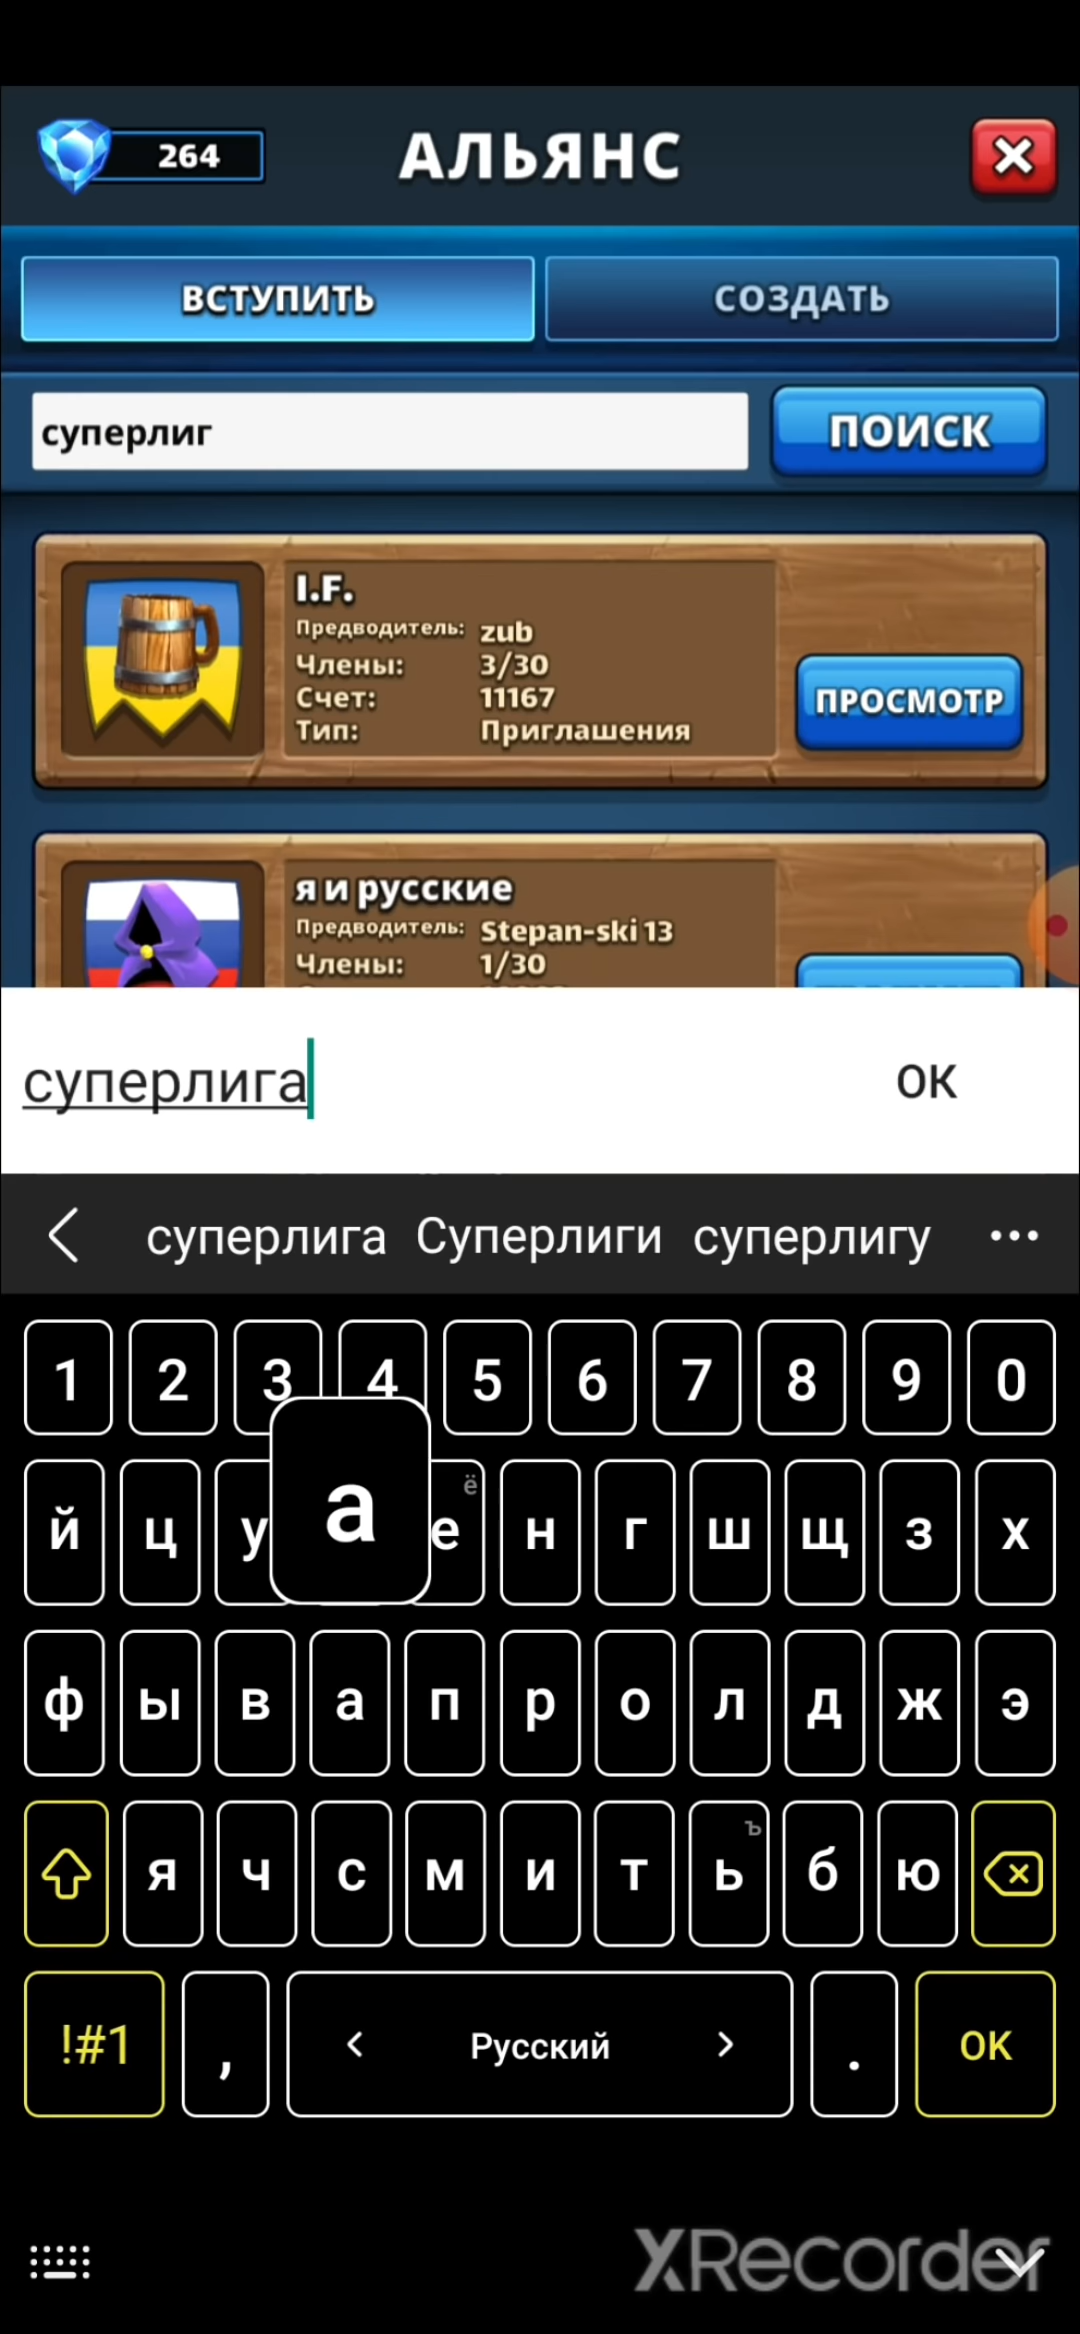 264
АЛЬЯНС
ВСТУПИТЬ
СОЗДАТЬ
суперлиг
ПОИСК
I.F.
Предводитель: zub
Члены: 3/30
Счет: 11167
Тип: Приглашения
ПРОСМОТР
я и русские
Предводитель: Stepan-ski 13
Члены: 1/30
суперлига
ОК
суперлига Суперлиги суперлигу ...
1 2 3 4 5 6 7 8 9 0
й ц у а е ё н г ш щ з х
ф ы в а п р о л д ж э
я ч с м и т ь ъ б ю
!#1 , < Русский > . OK
XRecorder